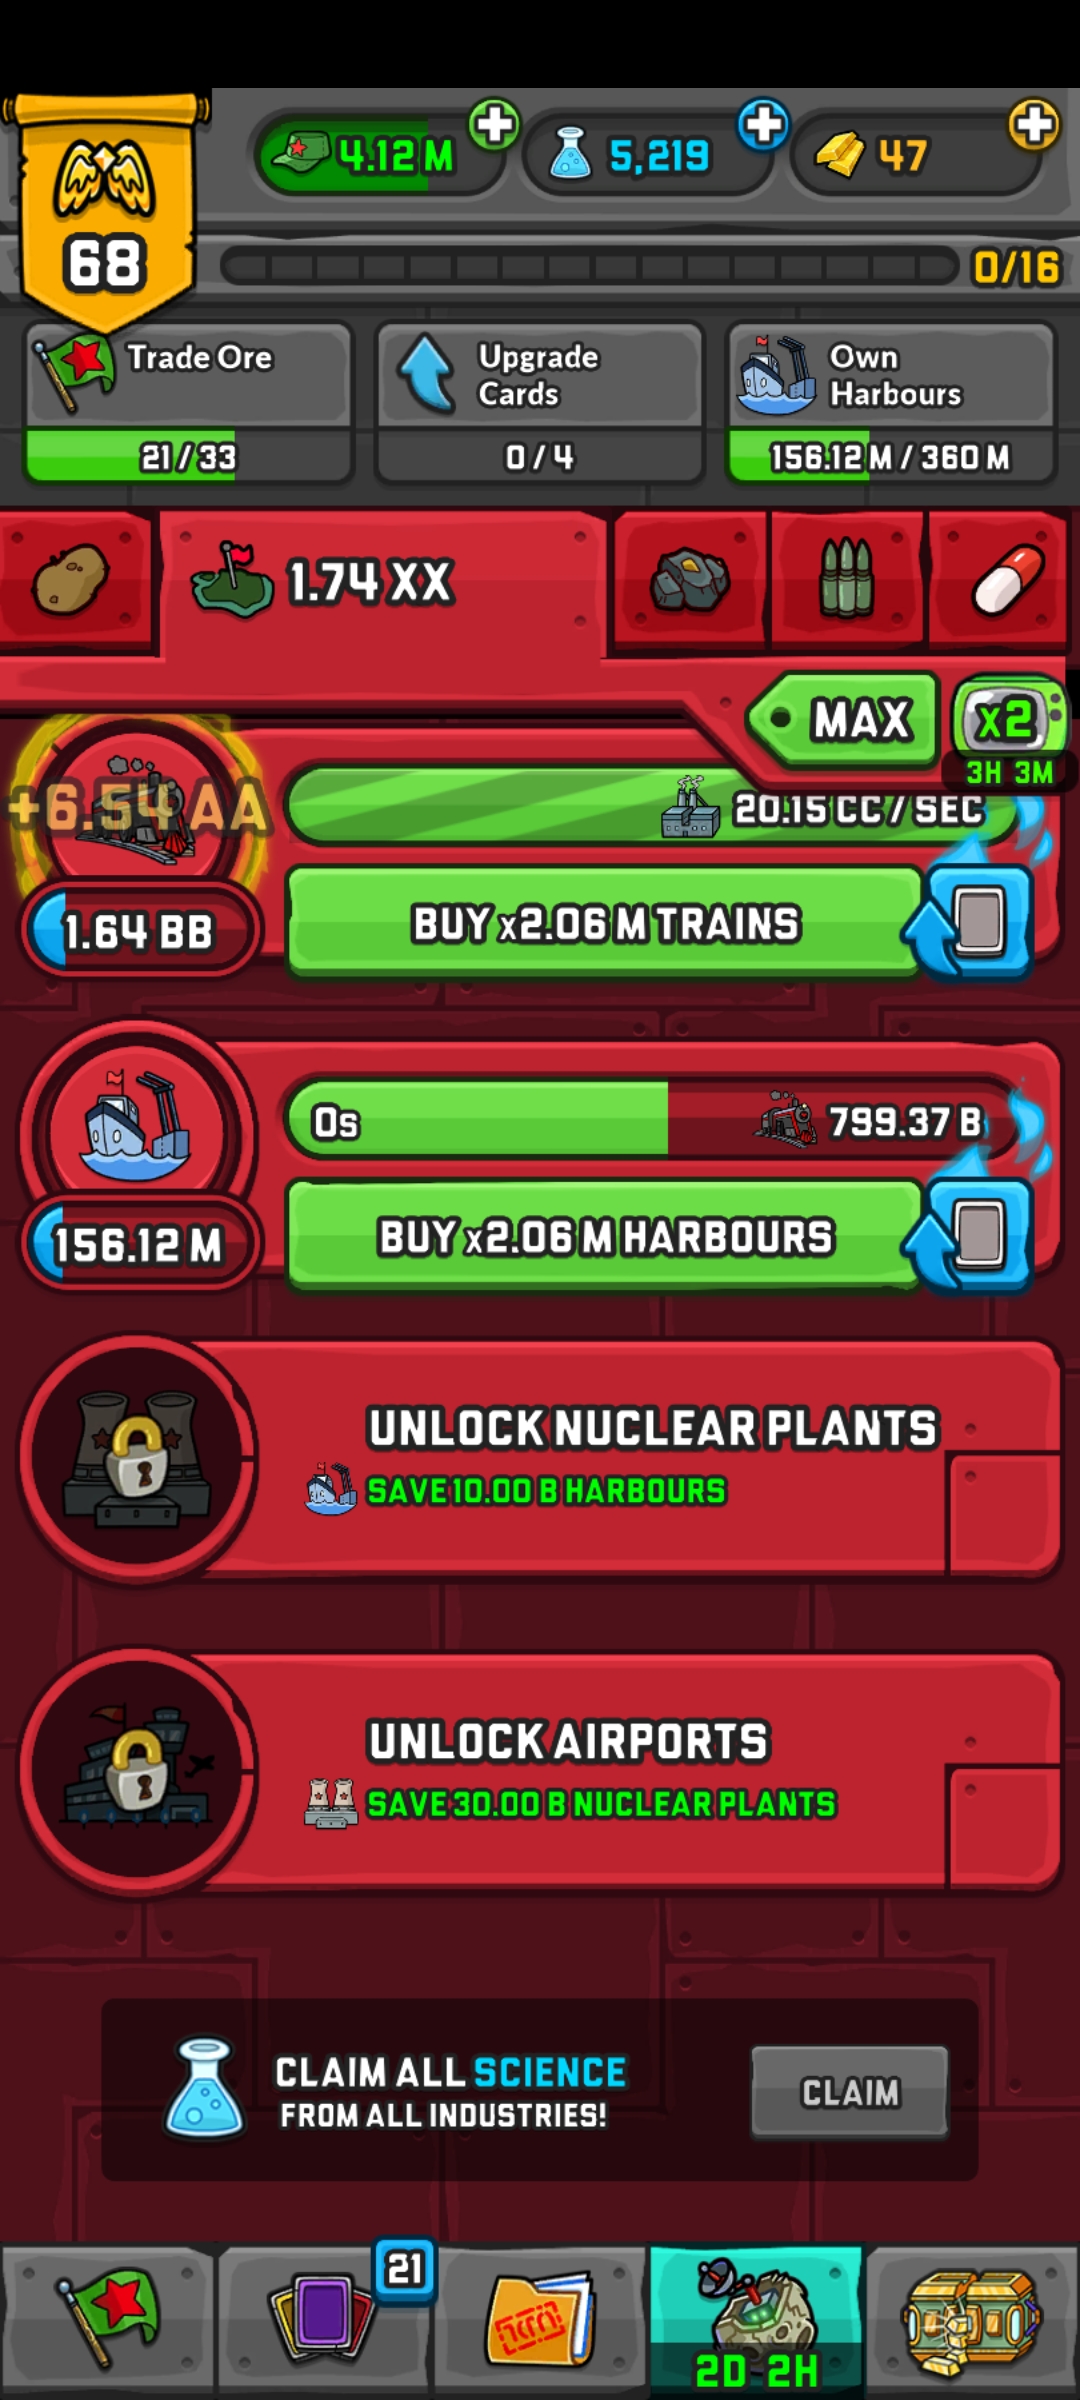 4.12 M
5,219
47
68
0/16
Trade Ore
21 / 33
Upgrade
Cards
0 / 4
Own
Harbours
156.12 M / 360 M
1.74 XX
MAX
x2
3H 3M
+6.54 AA
20.15 CC / SEC
1.64 BB
BUY x2.06 M TRAINS
0s
799.37 B
156.12 M
BUY x2.06 M HARBOURS
UNLOCK NUCLEAR PLANTS
SAVE 10.00 B HARBOURS
UNLOCK AIRPORTS
SAVE 30.00 B NUCLEAR PLANTS
CLAIM ALL SCIENCE
FROM ALL INDUSTRIES!
CLAIM
21
2D 2H